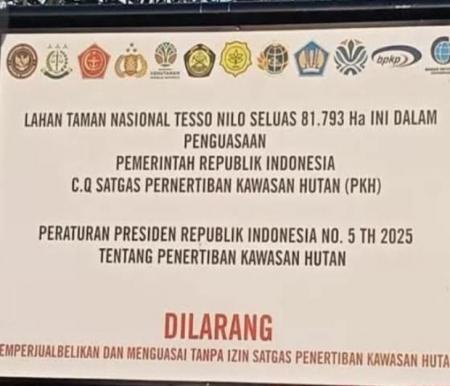 bpkp
LAHAN TAMAN NASIONAL TESSO NILO SELUAS 81.793 Ha INI DALAM
PENGUASAAN
PEMERINTAH REPUBLIK INDONESIA
C.Q SATGAS PERNERTIBAN KAWASAN HUTAN (PKH)
PERATURAN PRESIDEN REPUBLIK INDONESIA NO. 5 TH 2025
TENTANG PENERTIBAN KAWASAN HUTAN
DILARANG
EMPERJUALBELIKAN DAN MENGUASAI TANPA IZIN SATGAS PENERTIBAN KAWASAN HUTA